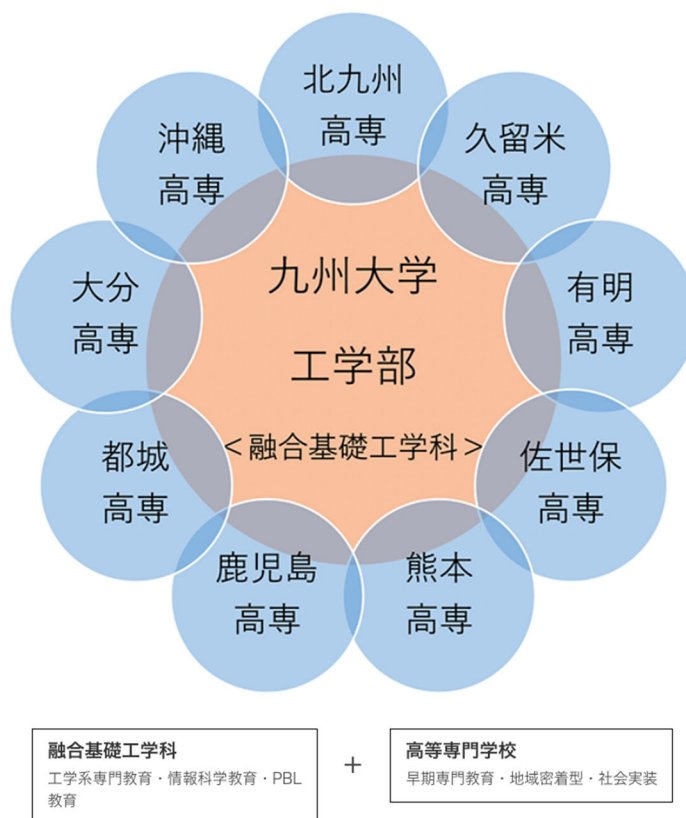 北九州
高専
久留米
高専
有明
高専
佐世保
高専
熊本
高専
鹿児島
高専
都城
高専
大分
高専
沖縄
高専
九州大学
工学部
<融合基礎工学科>
融合基礎工学科
工学系専門教育・情報科学教育・PBL
教育
+
高等専門学校
早期専門教育・地域密着型・社会実装